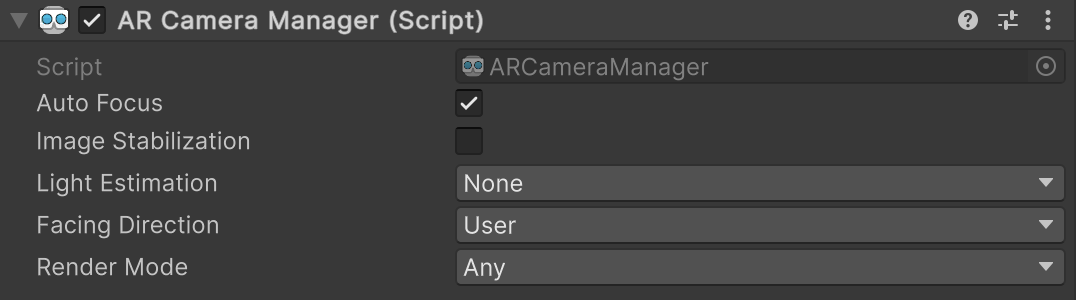 AR Camera Manager (Script)
Script ARCameraManager
Auto Focus
Image Stabilization
Light Estimation None
Facing Direction User
Render Mode Any